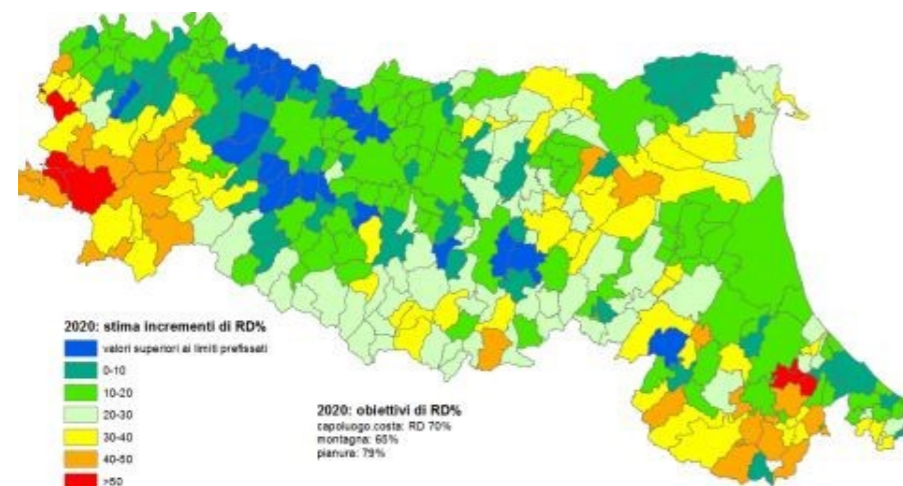 2020: stima incrementi di RD%
valori superiori ai limiti prefissati
0-10
10-20
20-30
30-40
40-50
>50
2020: obiettivi di RD%
capoluogo.costa: RD 70%
montagna: 65%
pianura: 79%